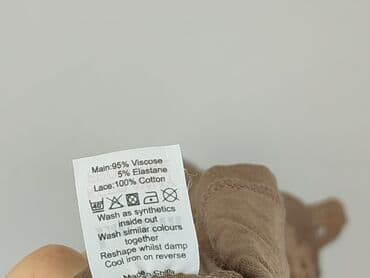 Main:95% Viscose
5% Elastane
Lace:100% Cotton
40
Wash as synthetics
inside out
Wash similar colours
together
Reshape whilst damp
Cool iron on reverse